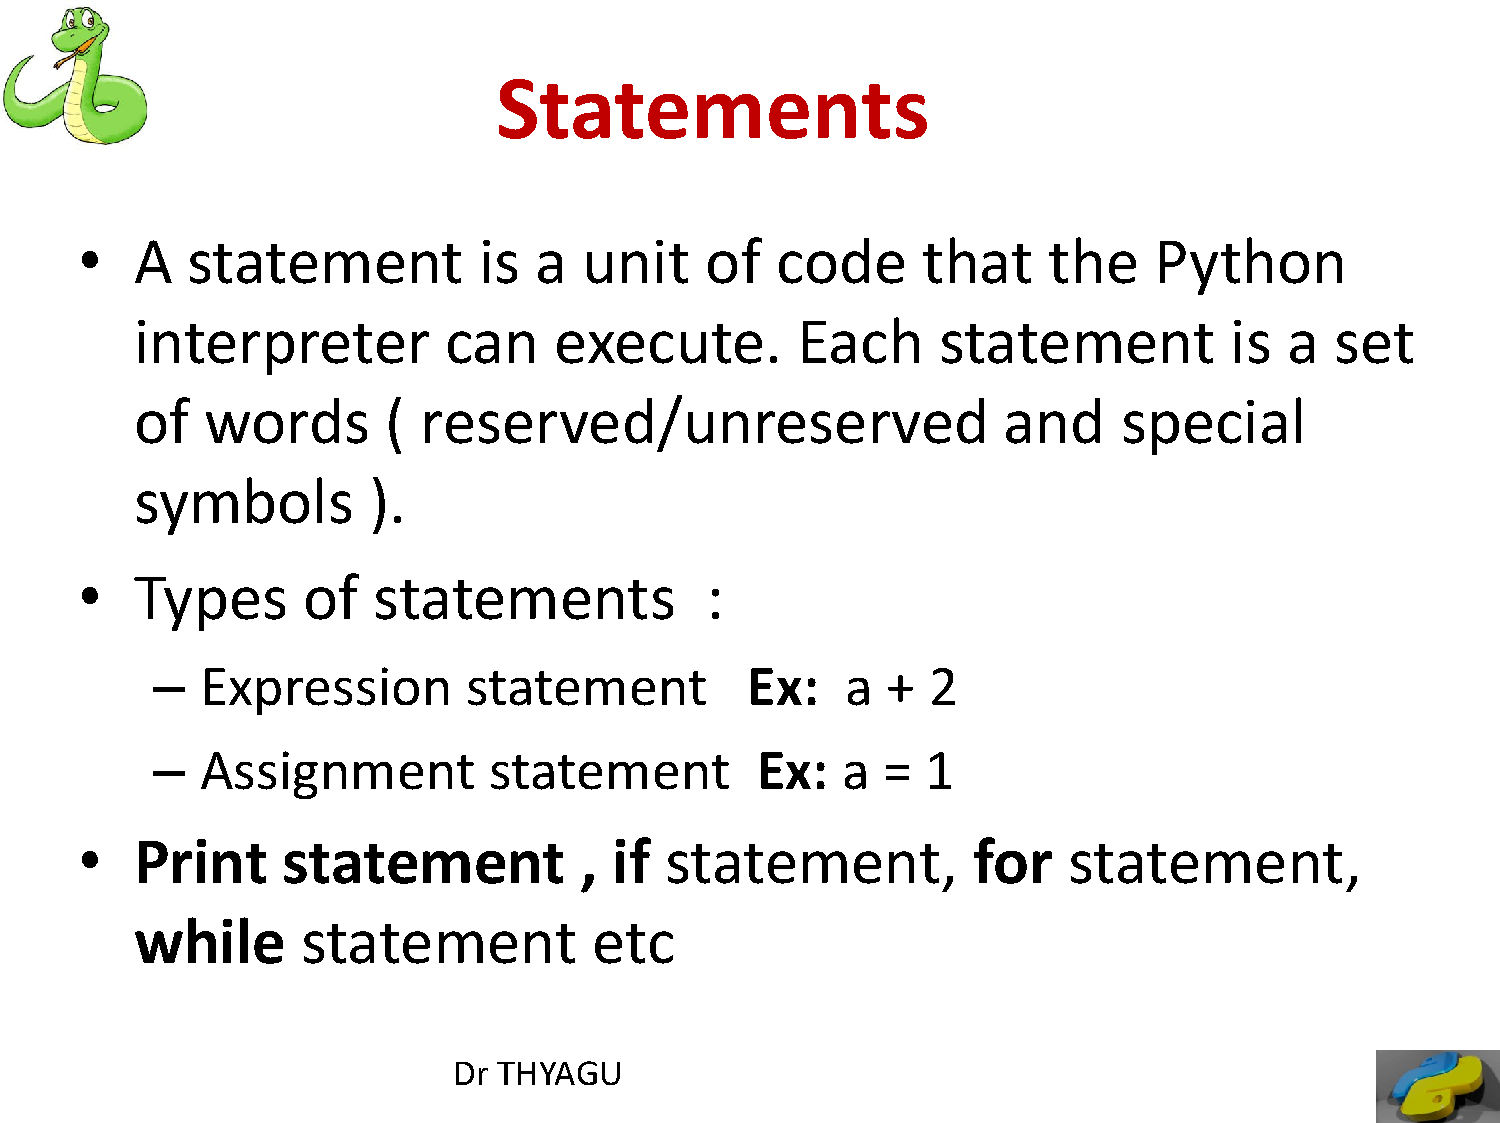 Statements
• A statement is a unit of code that the Python
interpreter can execute. Each statement is a set
of words ( reserved/unreserved and special
symbols ).
• Types of statements :
– Expression statement Ex: a + 2
– Assignment statement Ex: a = 1
• Print statement , if statement, for statement,
while statement etc
Dr THYAGU